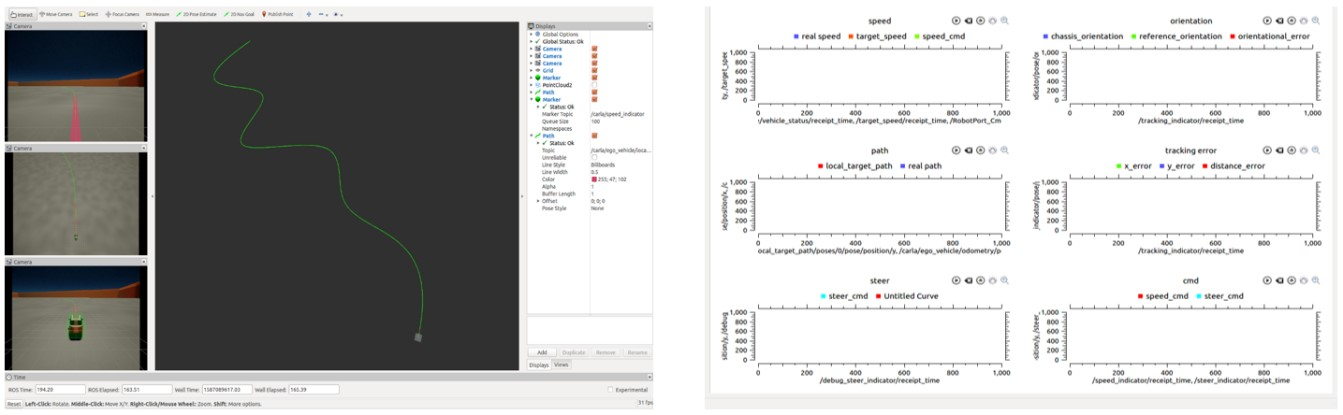 Interact Move Camera Select Focus Camera Measure 2D Pose Estimate 2D Nav Goal Publish Point
Camera
Camera
Camera
Displays
Global Options
Global Status: Ok
Camera
Camera
Camera
Grid
Marker
PointCloud2
Path
Marker
Status: Ok
Marker Topic /carla/speed_indicator
Queue Size 100
Namespaces
Path
Status: Ok
Topic /carla/ego_vehicle/loca...
Unreliable
Line Style Billboards
Line Width 0.5
Color 255; 47; 102
Alpha 1
Buffer Length 1
Offset 0; 0; 0
Pose Style None
Add Duplicate Remove Rename
Displays Views
Time
ROS Time: 194.20 ROS Elapsed: 163.51 Wall Time: 1587089617.03 Wall Elapsed: 165.29 Experimental
Reset Left-Click: Rotate. Middle-Click: Move X/Y. Right-Click/Mouse Wheel: Zoom. Shift: More options. 31 fps
speed
real speed target_speed speed_cmd
1,000
800
600
400
200
0
0 200 400 600 800 1,000
ty, /target_spee
y/vehicle_status/receipt_time, /target_speed/receipt_time, /RobotPort_Cm
orientation
chassis_orientation reference_orientation orientational_error
1,000
800
600
400
200
0
0 200 400 600 800 1,000
/tracking_indicator/receipt_time
path
local_target_path real path
1,000
800
600
400
200
0
0 200 400 600 800 1,000
ocal_target_path/poses/0/pose/position/y, /carla/ego_vehicle/odometry/p
tracking error
x_error y_error distance_error
1,000
800
600
400
200
0
0 200 400 600 800 1,000
/tracking_indicator/receipt_time
steer
steer_cmd Untitled Curve
1,000
800
600
400
200
0
0 200 400 600 800 1,000
sition/y, /debug
/debug_steer_indicator/receipt_time
cmd
speed_cmd steer_cmd
1,000
800
600
400
200
0
0 200 400 600 800 1,000
/speed_indicator/receipt_time, /steer_indicator/receipt_time